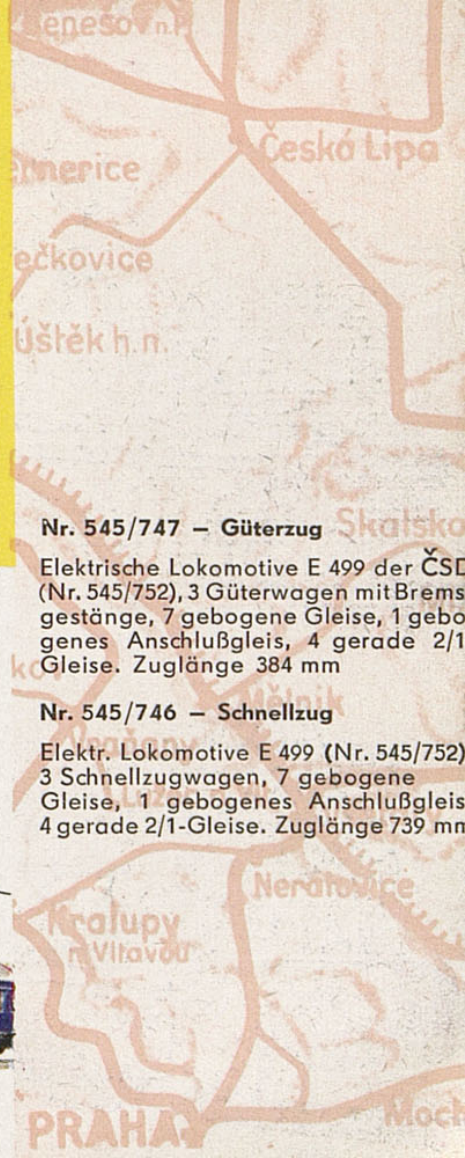 Česká Lípa
Úštěk h.n.
Nr. 545/747 – Güterzug
Elektrische Lokomotive E 499 der ČSD
(Nr. 545/752), 3 Güterwagen mit Brems
gestänge, 7 gebogene Gleise, 1 gebo
genes Anschlußgleis, 4 gerade 2/1
Gleise. Zuglänge 384 mm
Mělník
Nr. 545/746 – Schnellzug
Elektr. Lokomotive E 499 (Nr. 545/752)
3 Schnellzugwagen, 7 gebogene
Gleise, 1 gebogenes Anschlußgleis
4 gerade 2/1-Gleise. Zuglänge 739 mm
Neratovice
Kralupy
n. Vltavou
PRAHA